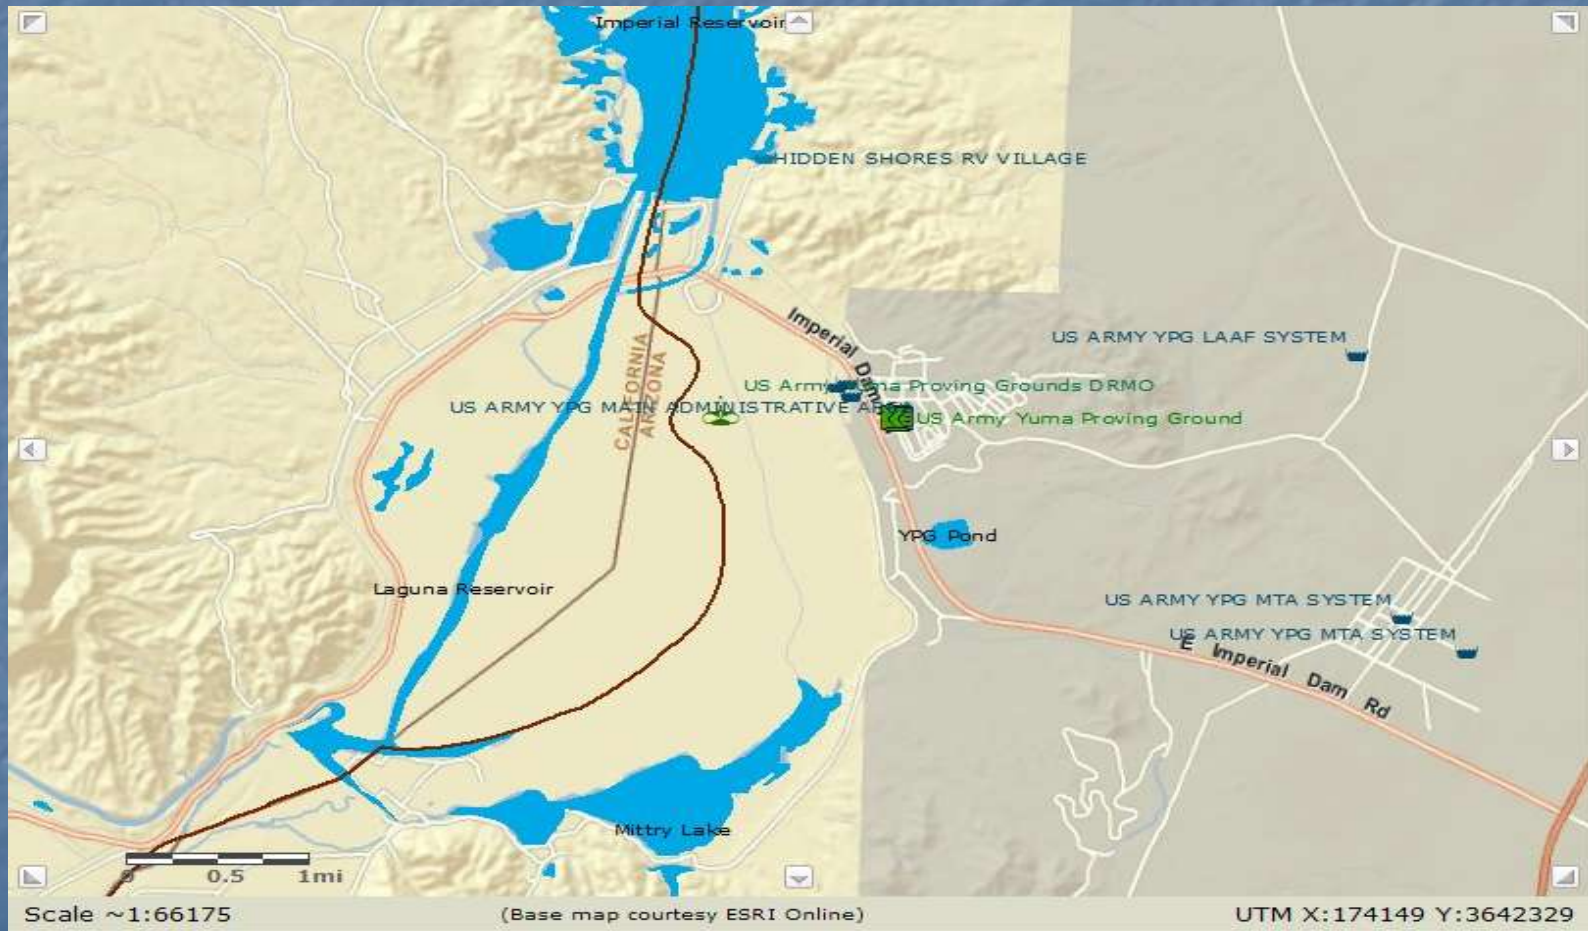 Imperial Reservoir
HIDDEN SHORES RV VILLAGE
Imperial Dam
US ARMY YPG LAAF SYSTEM
CALIFORNIA
ARIZONA
US Army Yuma Proving Grounds DRMO
US ARMY YPG MAIN ADMINISTRATIVE AREA
US Army Yuma Proving Ground
YPG Pond
Laguna Reservoir
US ARMY YPG MTA SYSTEM
US ARMY YPG MTA SYSTEM
E Imperial Dam Rd
Mittry Lake
0 0.5 1mi
Scale ~1:66175
(Base map courtesy ESRI Online)
UTM X:174149 Y:3642329